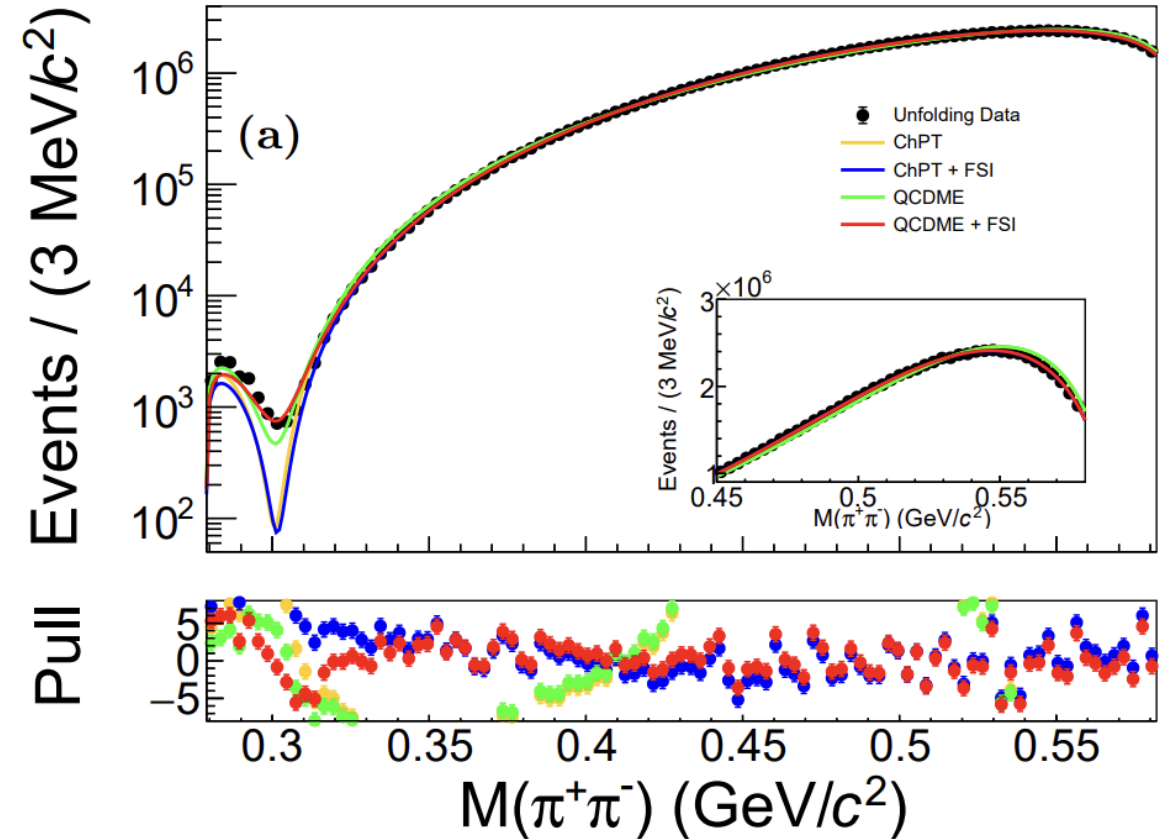 Events / (3 MeV/c²)
10⁶
10⁵
10⁴
10³
10²
(a)
Unfolding Data
ChPT
ChPT + FSI
QCDME
QCDME + FSI
Events / (3 MeV/c²)
3 ×10⁶
2
1
0.45 0.5 0.55
M(π⁺π⁻) (GeV/c²)
Pull
5
0
−5
0.3 0.35 0.4 0.45 0.5 0.55
M(π⁺π⁻) (GeV/c²)